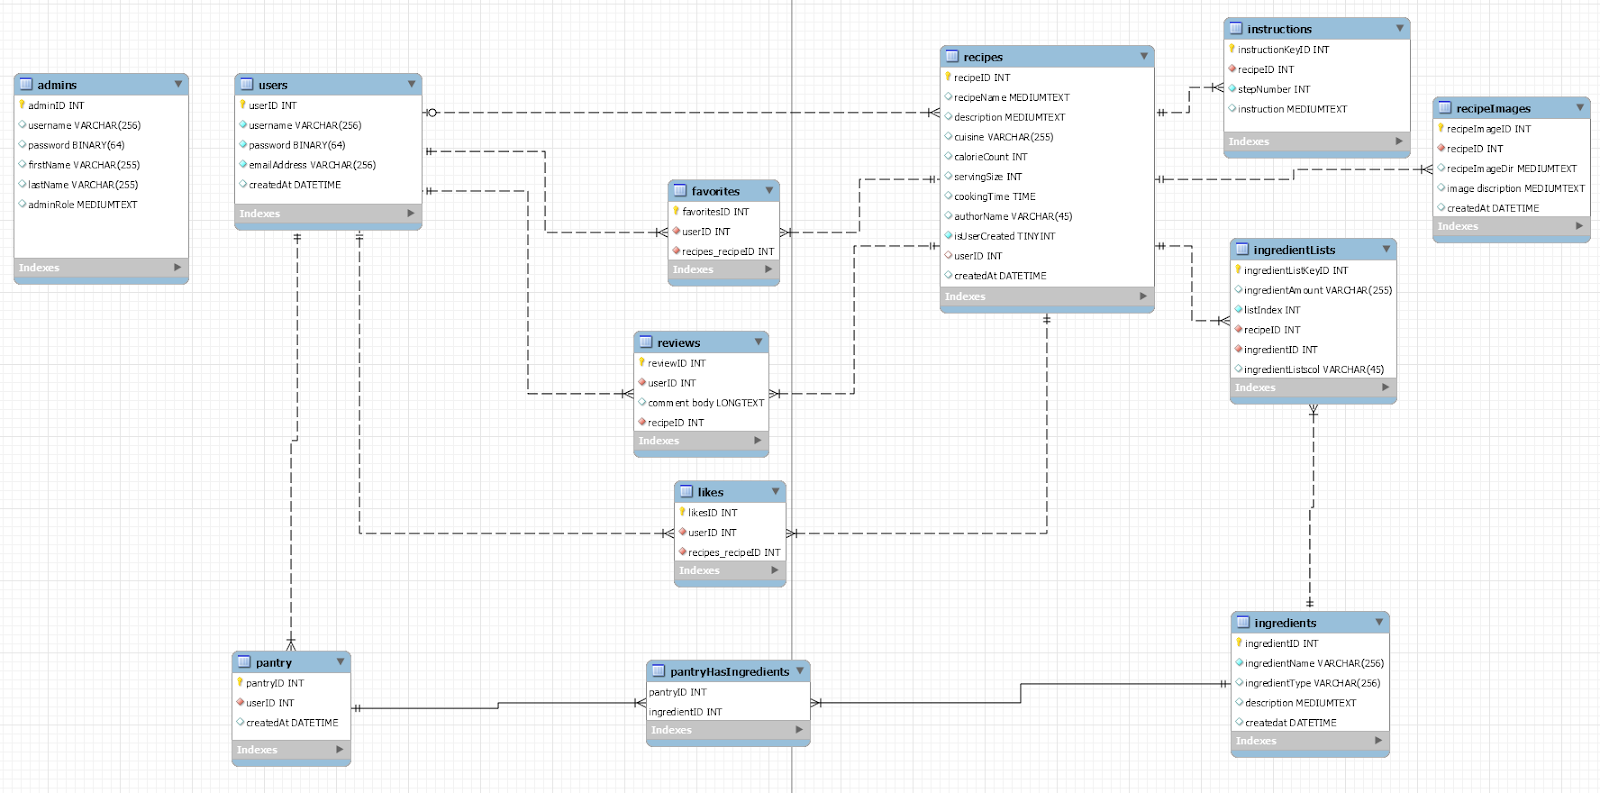 admins
adminID INT
username VARCHAR(256)
password BINARY(64)
firstName VARCHAR(255)
lastName VARCHAR(255)
adminRole MEDIUMTEXT
Indexes
users
userID INT
username VARCHAR(256)
password BINARY(64)
emailAddress VARCHAR(256)
createdAt DATETIME
Indexes
favorites
favoritesID INT
userID INT
recipes_recipeID INT
Indexes
reviews
reviewID INT
userID INT
comment body LONGTEXT
recipeID INT
Indexes
likes
likesID INT
userID INT
recipes_recipeID INT
Indexes
pantry
pantryID INT
userID INT
createdAt DATETIME
Indexes
pantryHasIngredients
pantryID INT
ingredientID INT
Indexes
recipes
recipeID INT
recipeName MEDIUMTEXT
description MEDIUMTEXT
cuisine VARCHAR(255)
calorieCount INT
servingSize INT
cookingTime TIME
authorName VARCHAR(45)
isUserCreated TINYINT
userID INT
createdAt DATETIME
Indexes
instructions
instructionKeyID INT
recipeID INT
stepNumber INT
instruction MEDIUMTEXT
Indexes
recipeImages
recipeImageID INT
recipeID INT
recipeImageDir MEDIUMTEXT
image discription MEDIUMTEXT
createdAt DATETIME
Indexes
ingredientLists
ingredientListKeyID INT
ingredientAmount VARCHAR(255)
listIndex INT
recipeID INT
ingredientID INT
ingredientListscol VARCHAR(45)
Indexes
ingredients
ingredientID INT
ingredientName VARCHAR(256)
ingredientType VARCHAR(256)
description MEDIUMTEXT
createdat DATETIME
Indexes